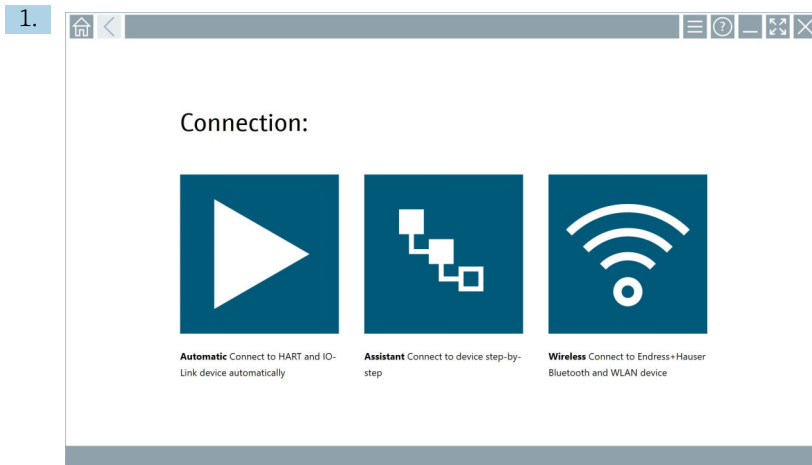 1.
Connection:
Automatic Connect to HART and IO-
Link device automatically
Assistant Connect to device step-by-
step
Wireless Connect to Endress+Hauser
Bluetooth and WLAN device